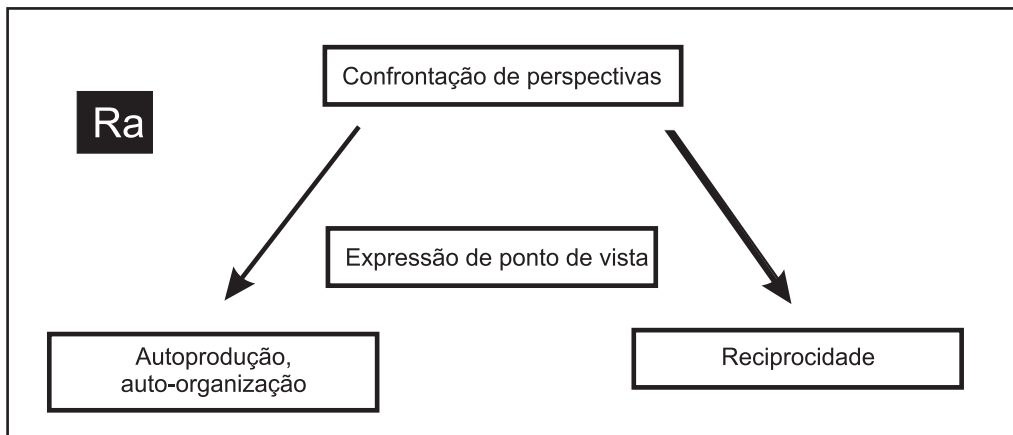 Confrontação de perspectivas
Ra
Expressão de ponto de vista
Autoprodução,
auto-organização
Reciprocidade